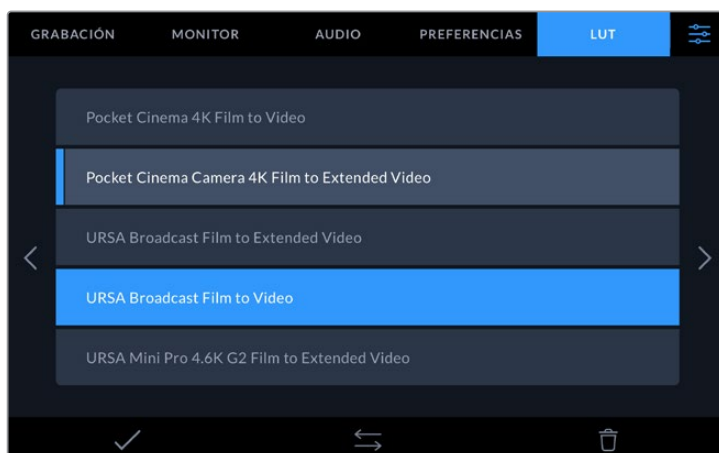 GRABACIÓN MONITOR AUDIO PREFERENCIAS LUT
Pocket Cinema 4K Film to Video
Pocket Cinema Camera 4K Film to Extended Video
URSA Broadcast Film to Extended Video
URSA Broadcast Film to Video
URSA Mini Pro 4.6K G2 Film to Extended Video